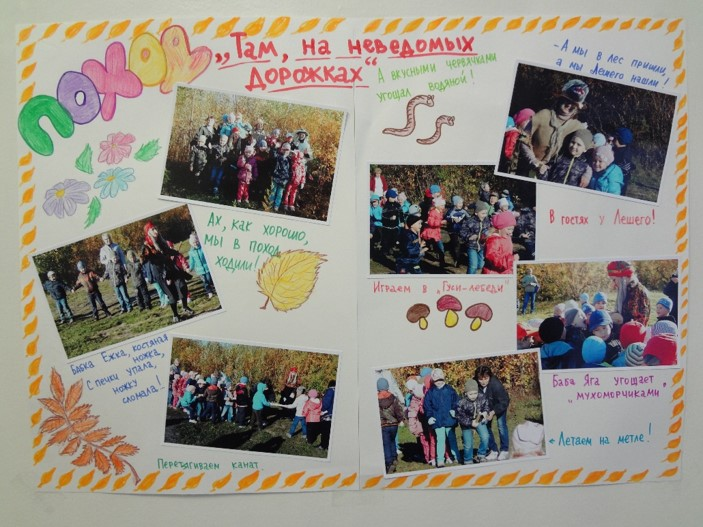 ПОХОД
„Там, на неведомых
дорожках“
Ах, как хорошо,
мы в поход
ходили!
Бабка Ёжка, костяная
ножка,
С печки упала,
ножку
сломала!
Перетягиваем канат
А вкусными червячками
угощал водяной!
- А мы в лес пришли,
а мы Лешего нашли!
В гостях у Лешего!
Играем в „Гуси-лебеди“
Баба Яга угощает
„мухоморчиками“
Летаем на метле!